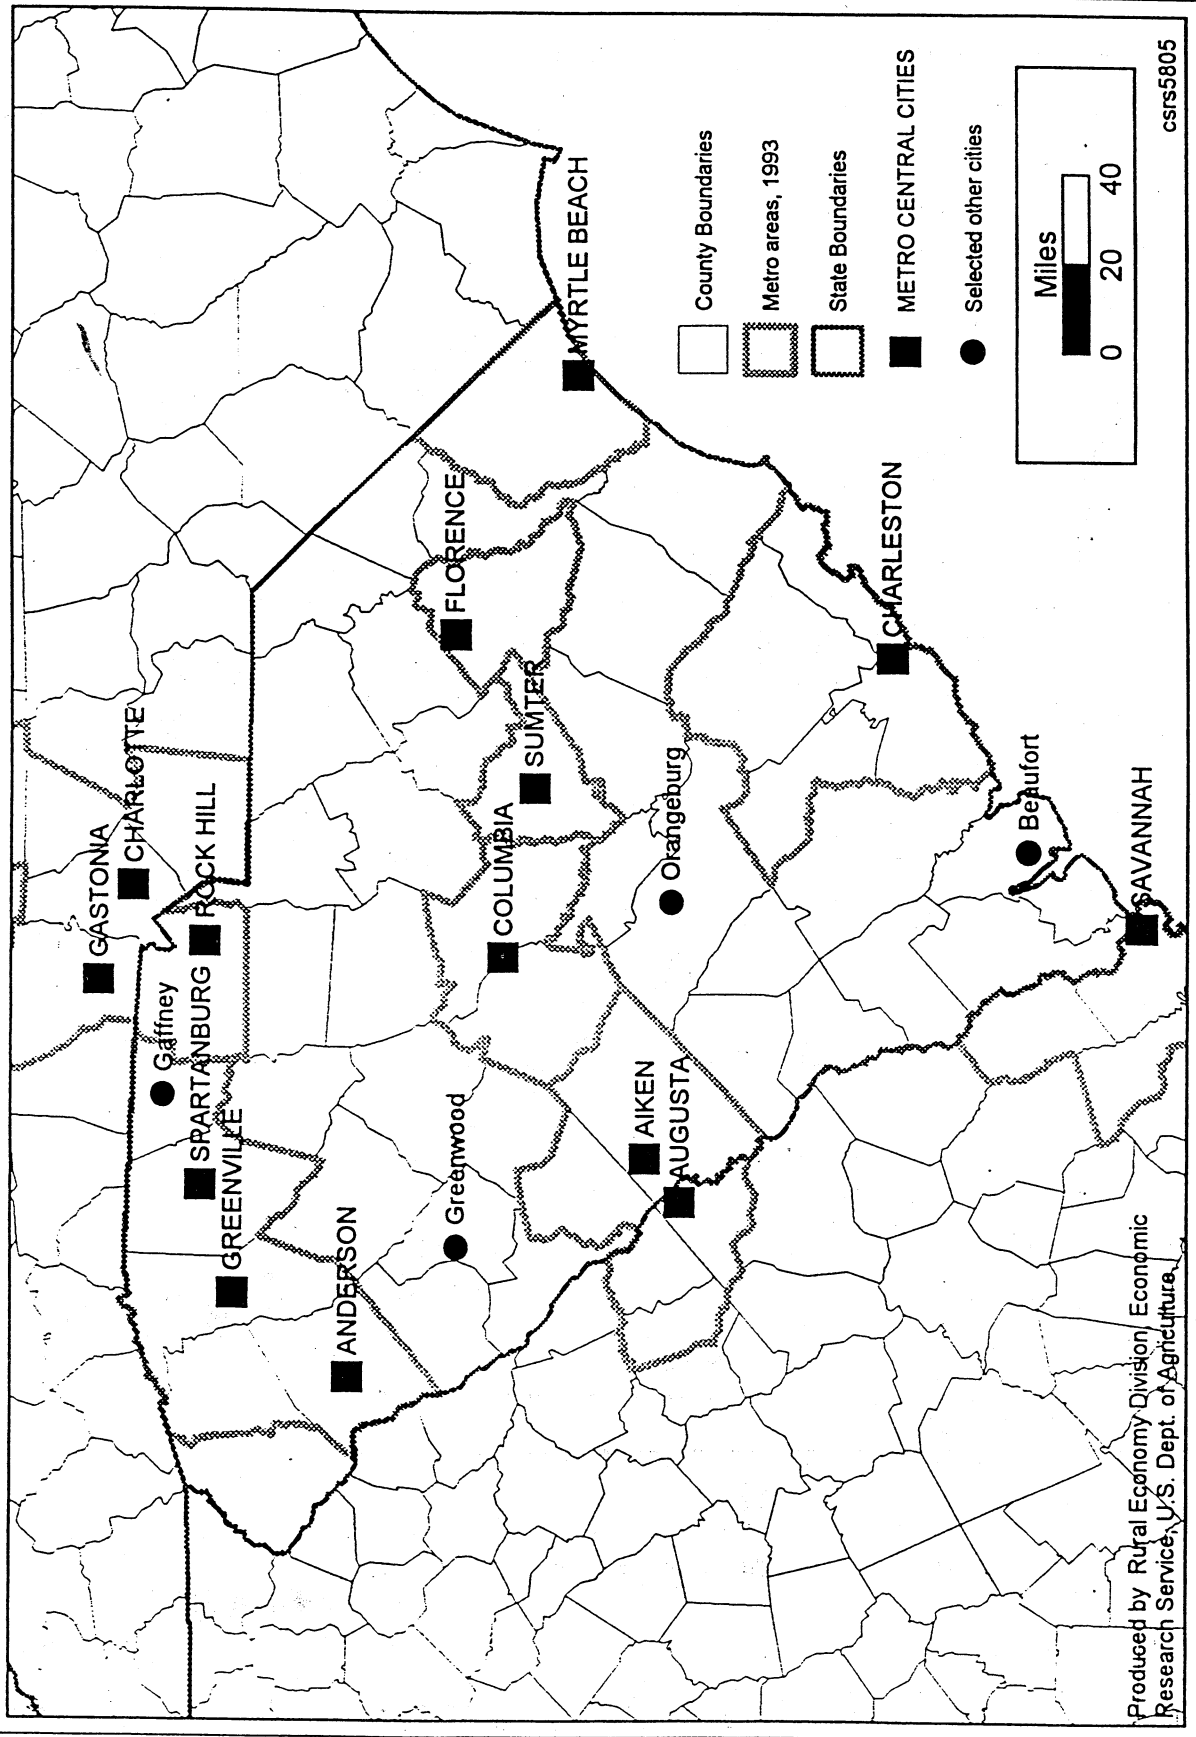 GASTONIA
CHARLOTTE
ROCK HILL
Gaffney
SPARTANBURG
GREENVILLE
ANDERSON
Greenwood
COLUMBIA
SUMTER
FLORENCE
MYRTLE BEACH
AIKEN
AUGUSTA
Orangeburg
CHARLESTON
Beaufort
SAVANNAH
County Boundaries
Metro areas, 1993
State Boundaries
METRO CENTRAL CITIES
Selected other cities
Miles
0 20 40
Produced by Rural Economy Division, Economic
Research Service, U.S. Dept. of Agriculture
csrs5805